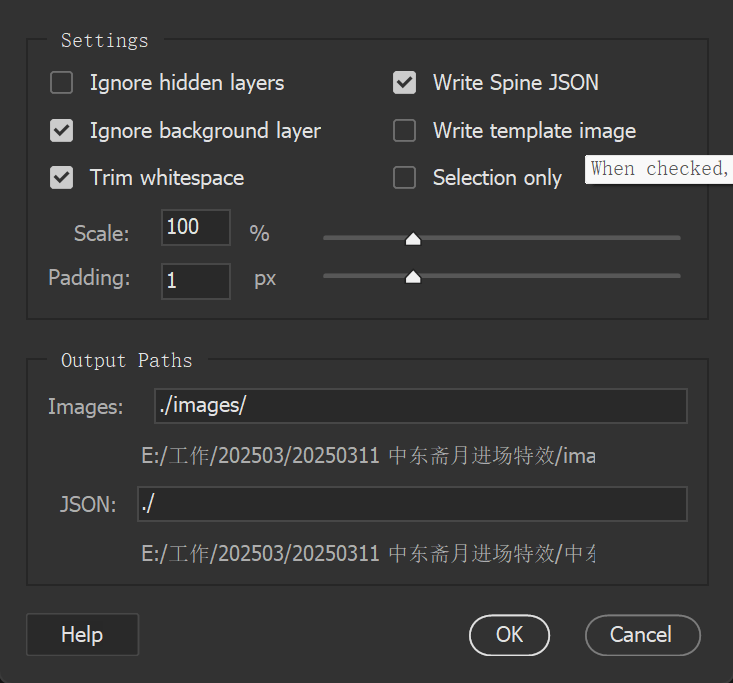 Settings
Ignore hidden layers
Write Spine JSON
Ignore background layer
Write template image
Trim whitespace
Selection only
When checked,
Scale: 100 %
Padding: 1 px
Output Paths
Images: ./images/
E:/工作/202503/20250311 中东斋月进场特效/ima
JSON: ./
E:/工作/202503/20250311 中东斋月进场特效/中
Help
OK
Cancel